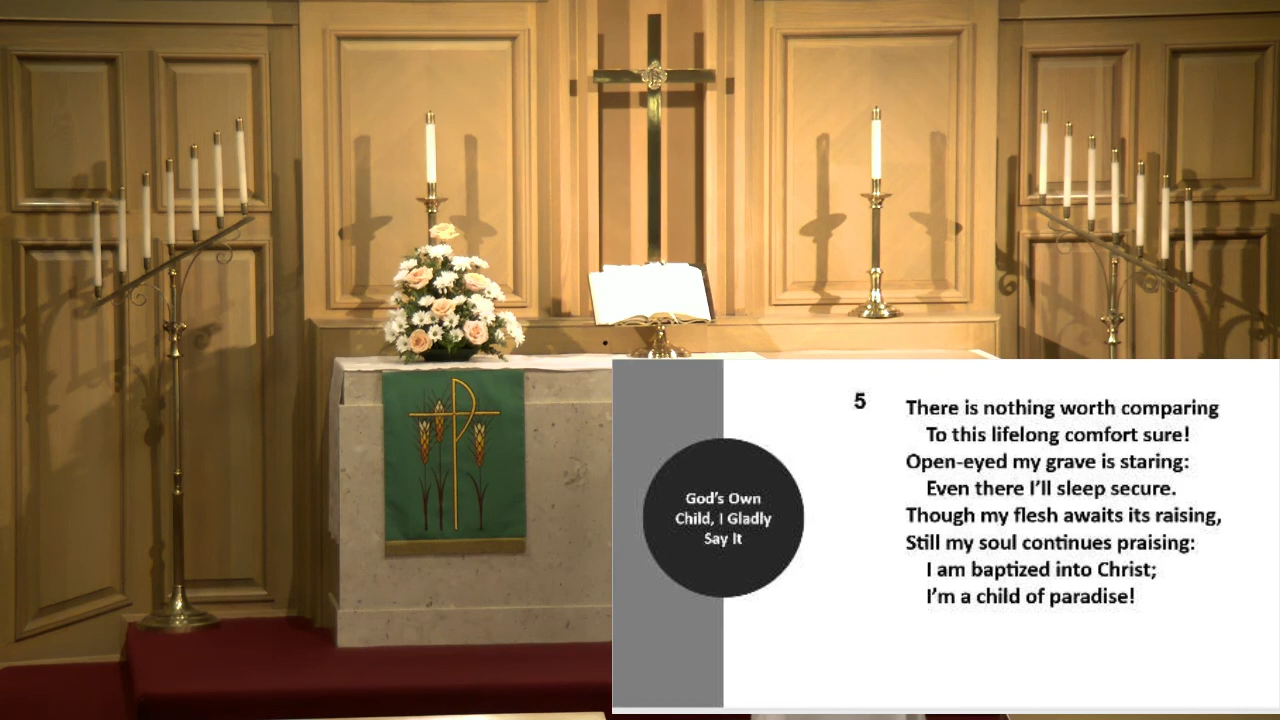 God's Own
Child, I Gladly
Say It
5
There is nothing worth comparing
To this lifelong comfort sure!
Open-eyed my grave is staring:
Even there I'll sleep secure.
Though my flesh awaits its raising,
Still my soul continues praising:
I am baptized into Christ;
I'm a child of paradise!